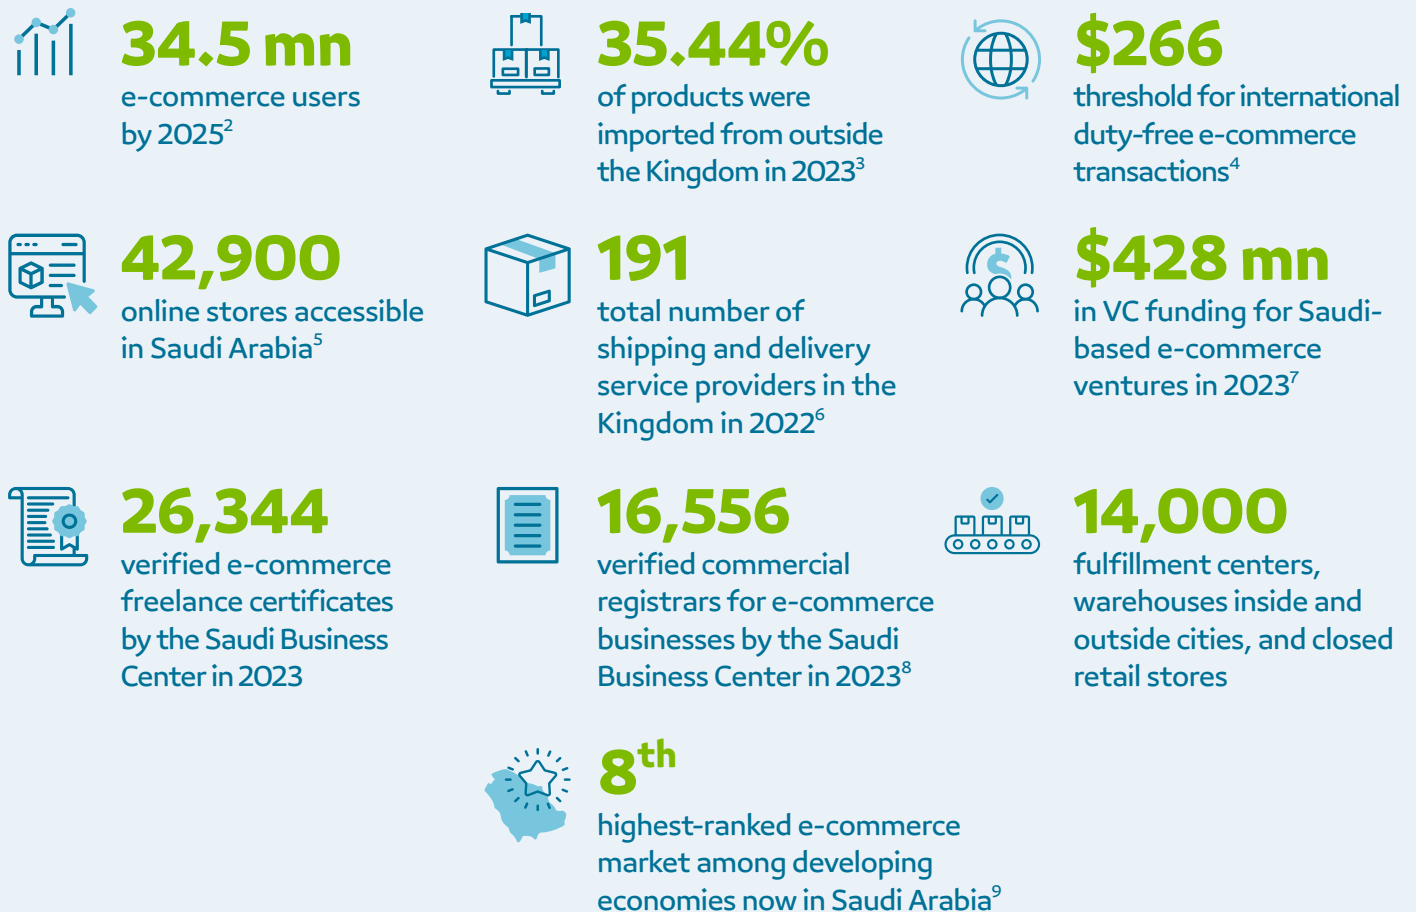 34.5 mn
e-commerce users
by 2025²
35.44%
of products were
imported from outside
the Kingdom in 2023³
$266
threshold for international
duty-free e-commerce
transactions⁴
42,900
online stores accessible
in Saudi Arabia⁵
191
total number of
shipping and delivery
service providers in the
Kingdom in 2022⁶
$428 mn
in VC funding for Saudi-
based e-commerce
ventures in 2023⁷
26,344
verified e-commerce
freelance certificates
by the Saudi Business
Center in 2023
16,556
verified commercial
registrars for e-commerce
businesses by the Saudi
Business Center in 2023⁸
14,000
fulfillment centers,
warehouses inside and
outside cities, and closed
retail stores
8th
highest-ranked e-commerce
market among developing
economies now in Saudi Arabia⁹